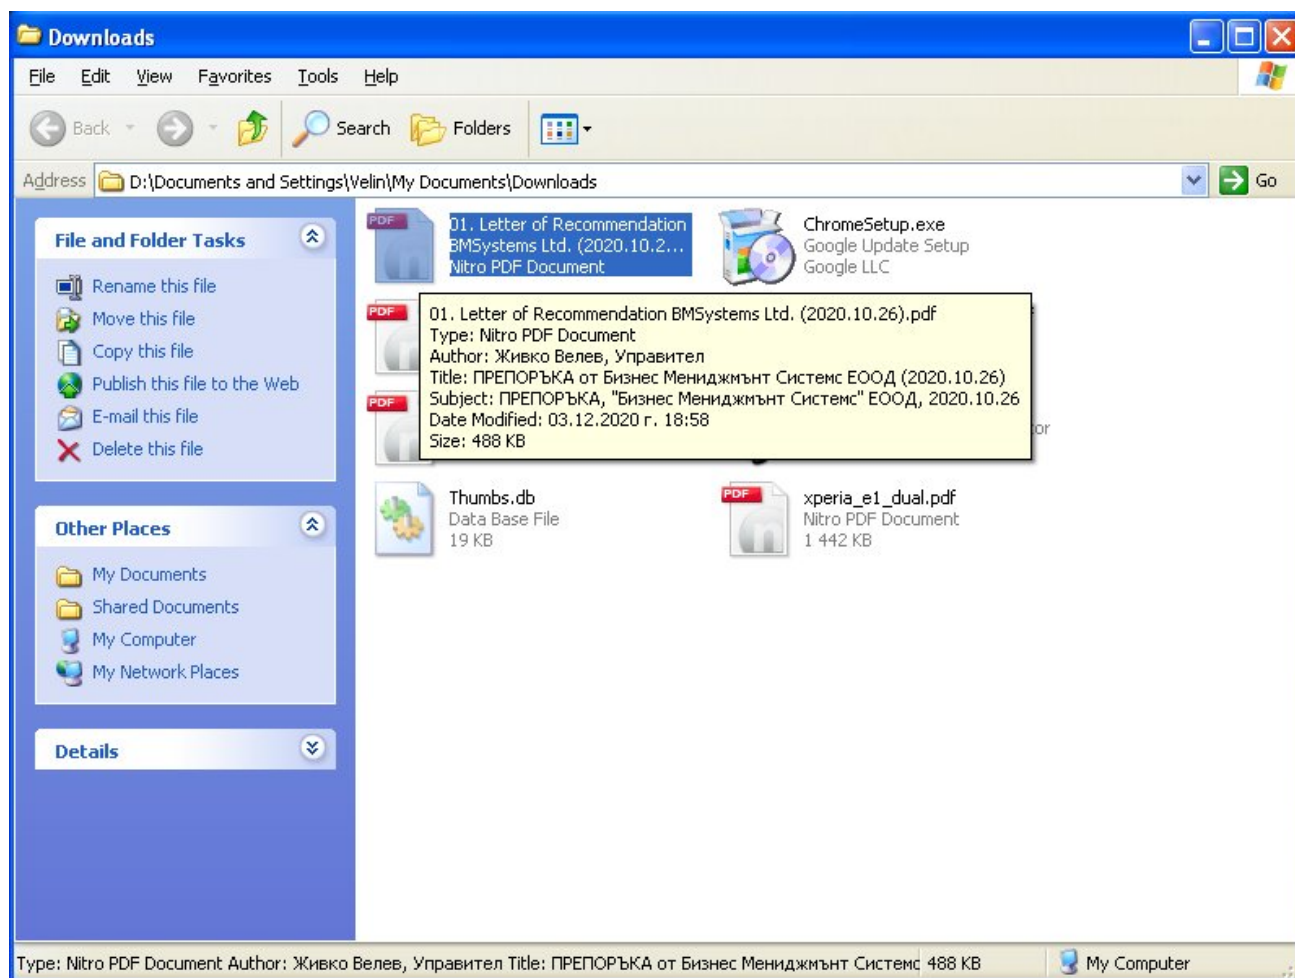 Downloads
File Edit View Favorites Tools Help
Back Search Folders
Address D:\Documents and Settings\Velin\My Documents\Downloads Go
File and Folder Tasks
Rename this file
Move this file
Copy this file
Publish this file to the Web
E-mail this file
Delete this file
Other Places
My Documents
Shared Documents
My Computer
My Network Places
Details
PDF
01. Letter of Recommendation
BMSystems Ltd. (2020.10.2...
Nitro PDF Document
ChromeSetup.exe
Google Update Setup
Google LLC
PDF
01. Letter of Recommendation BMSystems Ltd. (2020.10.26).pdf
Type: Nitro PDF Document
Author: Живко Велев, Управител
Title: ПРЕПОРЪКА от Бизнес Мениджмънт Системс ЕООД (2020.10.26)
Subject: ПРЕПОРЪКА, "Бизнес Мениджмънт Системс" ЕООД, 2020.10.26
Date Modified: 03.12.2020 г. 18:58
Size: 488 KB
PDF
Thumbs.db
Data Base File
19 KB
PDF
xperia_e1_dual.pdf
Nitro PDF Document
1 442 KB
Type: Nitro PDF Document Author: Живко Велев, Управител Title: ПРЕПОРЪКА от Бизнес Мениджмънт Системс 488 KB My Computer